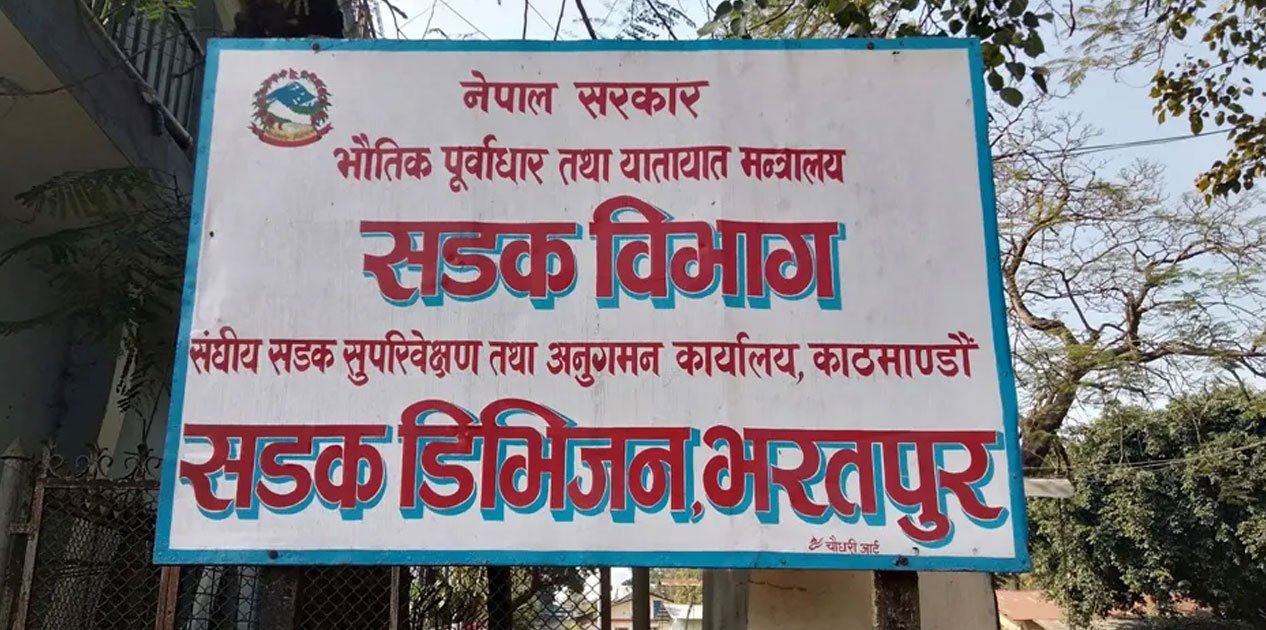 नेपाल सरकार
भौतिक पूर्वाधार तथा यातायात मन्त्रालय
सडक विभाग
संघीय सडक सुपरिवेक्षण तथा अनुगमन कार्यालय, काठमाण्डौं
सडक डिभिजन, भरतपुर
चौधरी आर्ट